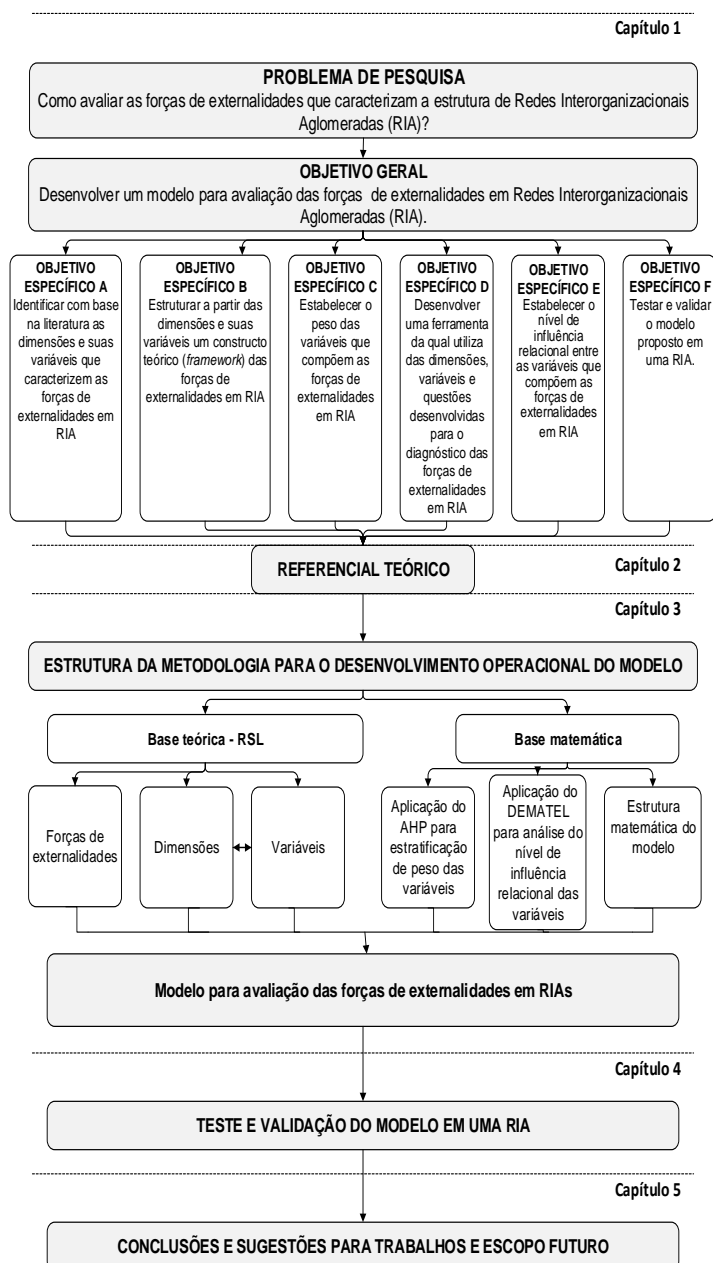 Capítulo 1
PROBLEMA DE PESQUISA
Como avaliar as forças de externalidades que caracterizam a estrutura de Redes Interorganizacionais
Aglomeradas (RIA)?
OBJETIVO GERAL
Desenvolver um modelo para avaliação das forças de externalidades em Redes Interorganizacionais
Aglomeradas (RIA).
OBJETIVO
ESPECÍFICO A
Identificar com base
na literatura as
dimensões e suas
variáveis que
caracterizem as
forças de
externalidades em
RIA
OBJETIVO
ESPECÍFICO B
Estruturar a partir das
dimensões e suas
variáveis um constructo
teórico (framework) das
forças de
externalidades em RIA
OBJETIVO
ESPECÍFICO C
Estabelecer o
peso das
variáveis que
compõem as
forças de
externalidades
em RIA
OBJETIVO
ESPECÍFICO D
Desenvolver
uma ferramenta
da qual utiliza
das dimensões,
variáveis e
questões
desenvolvidas
para o
diagnóstico das
forças de
externalidades
em RIA
OBJETIVO
ESPECÍFICO E
Estabelecer o
nível de
influência
relacional entre
as variáveis que
compõem as
forças de
externalidades
em RIA
OBJETIVO
ESPECÍFICO F
Testar e validar
o modelo
proposto em
uma RIA.
REFERENCIAL TEÓRICO
Capítulo 2
Capítulo 3
ESTRUTURA DA METODOLOGIA PARA O DESENVOLVIMENTO OPERACIONAL DO MODELO
Base teórica - RSL
Base matemática
Forças de
externalidades
Dimensões
Variáveis
Aplicação do
AHP para
estratificação
de peso das
variáveis
Aplicação do
DEMATEL
para análise do
nível de
influência
relacional das
variáveis
Estrutura
matemática do
modelo
Modelo para avaliação das forças de externalidades em RIAs
Capítulo 4
TESTE E VALIDAÇÃO DO MODELO EM UMA RIA
Capítulo 5
CONCLUSÕES E SUGESTÕES PARA TRABALHOS E ESCOPO FUTURO